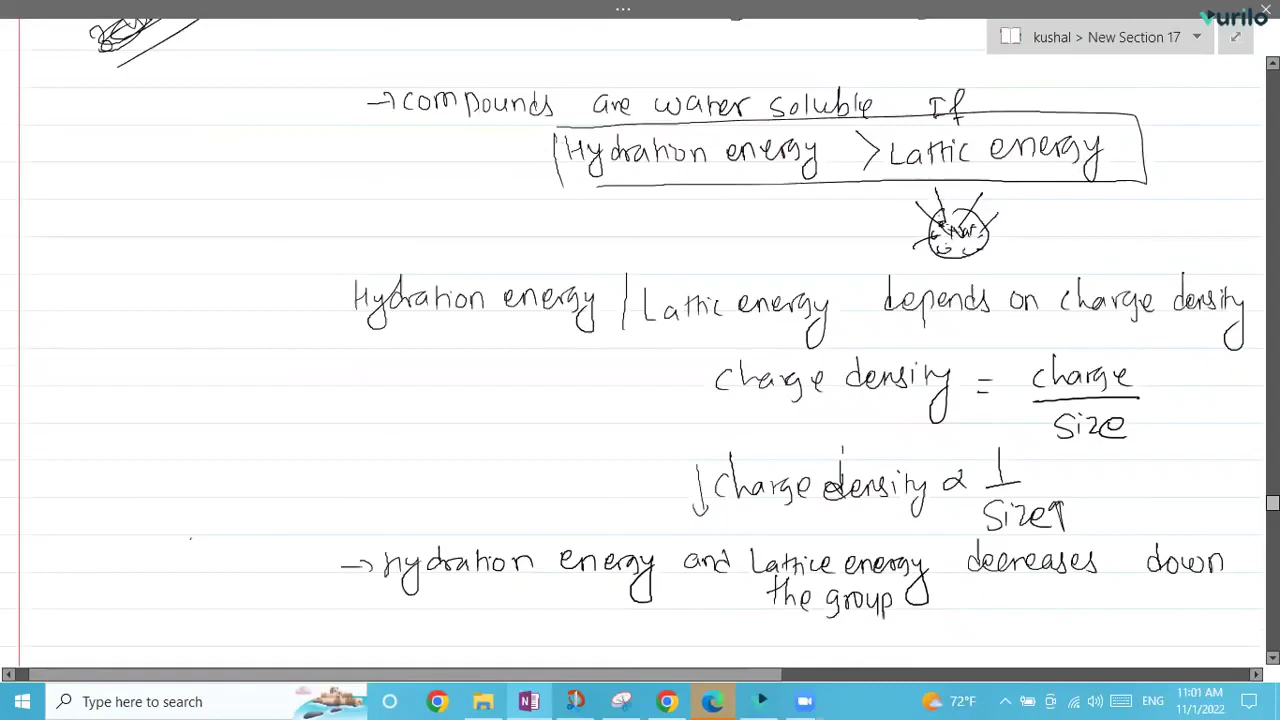 vurilo
kushal > New Section 17
→ compounds are water soluble If
Hydration energy > Lattic energy
Hydration energy / Lattic energy depends on charge density
charge density = charge
size
↓ charge density ∝ 1
size↑
→ Hydration energy and Lattice energy decreases down
the group
Type here to search
72°F
ENG
11:01 AM
11/1/2022